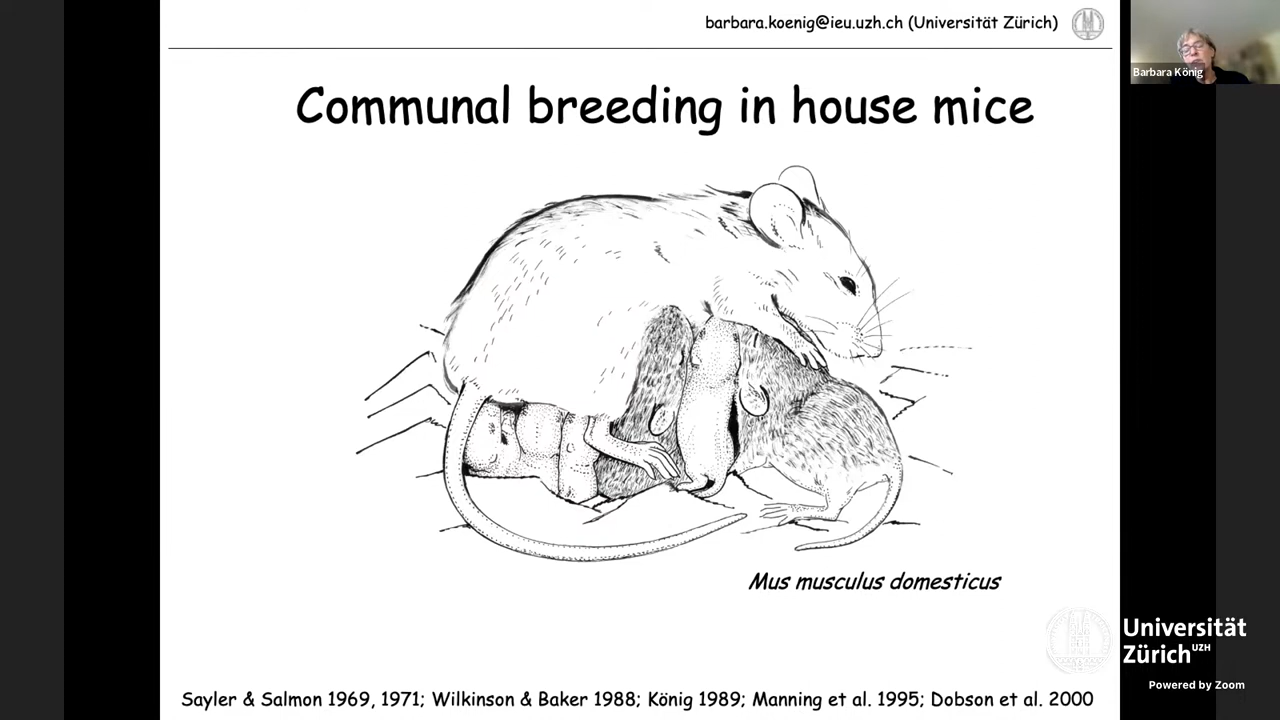 barbara.koenig@ieu.uzh.ch (Universität Zürich)
Barbara König
Communal breeding in house mice
Mus musculus domesticus
Universität
Zürich UZH
Powered by Zoom
Sayler & Salmon 1969, 1971; Wilkinson & Baker 1988; König 1989; Manning et al. 1995; Dobson et al. 2000